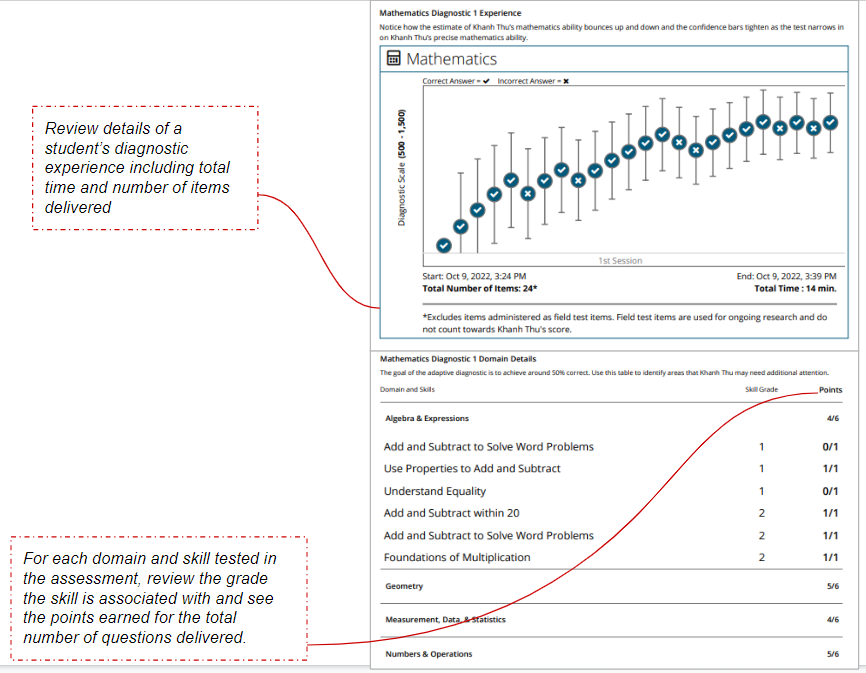 Mathematics Diagnostic 1 Experience
Notice how the estimate of Khanh Thu's mathematics ability bounces up and down and the confidence bars tighten as the test narrows in
on Khanh Thu's precise mathematics ability.
Mathematics
Correct Answer = ✔ Incorrect Answer = ✖
Diagnostic Scale (500 - 1,500)
1st Session
Start: Oct 9, 2022, 3:24 PM End: Oct 9, 2022, 3:39 PM
Total Number of Items: 24* Total Time : 14 min.
*Excludes items administered as field test items. Field test items are used for ongoing research and do
not count towards Khanh Thu's score.
Review details of a
student's diagnostic
experience including total
time and number of items
delivered
Mathematics Diagnostic 1 Domain Details
The goal of the adaptive diagnostic is to achieve around 50% correct. Use this table to identify areas that Khanh Thu may need additional attention.
Domain and Skills Skill Grade Points
Algebra & Expressions 4/6
Add and Subtract to Solve Word Problems 1 0/1
Use Properties to Add and Subtract 1 1/1
Understand Equality 1 0/1
Add and Subtract within 20 2 1/1
Add and Subtract to Solve Word Problems 2 1/1
Foundations of Multiplication 2 1/1
Geometry 5/6
Measurement, Data, & Statistics 4/6
Numbers & Operations 5/6
For each domain and skill tested in
the assessment, review the grade
the skill is associated with and see
the points earned for the total
number of questions delivered.